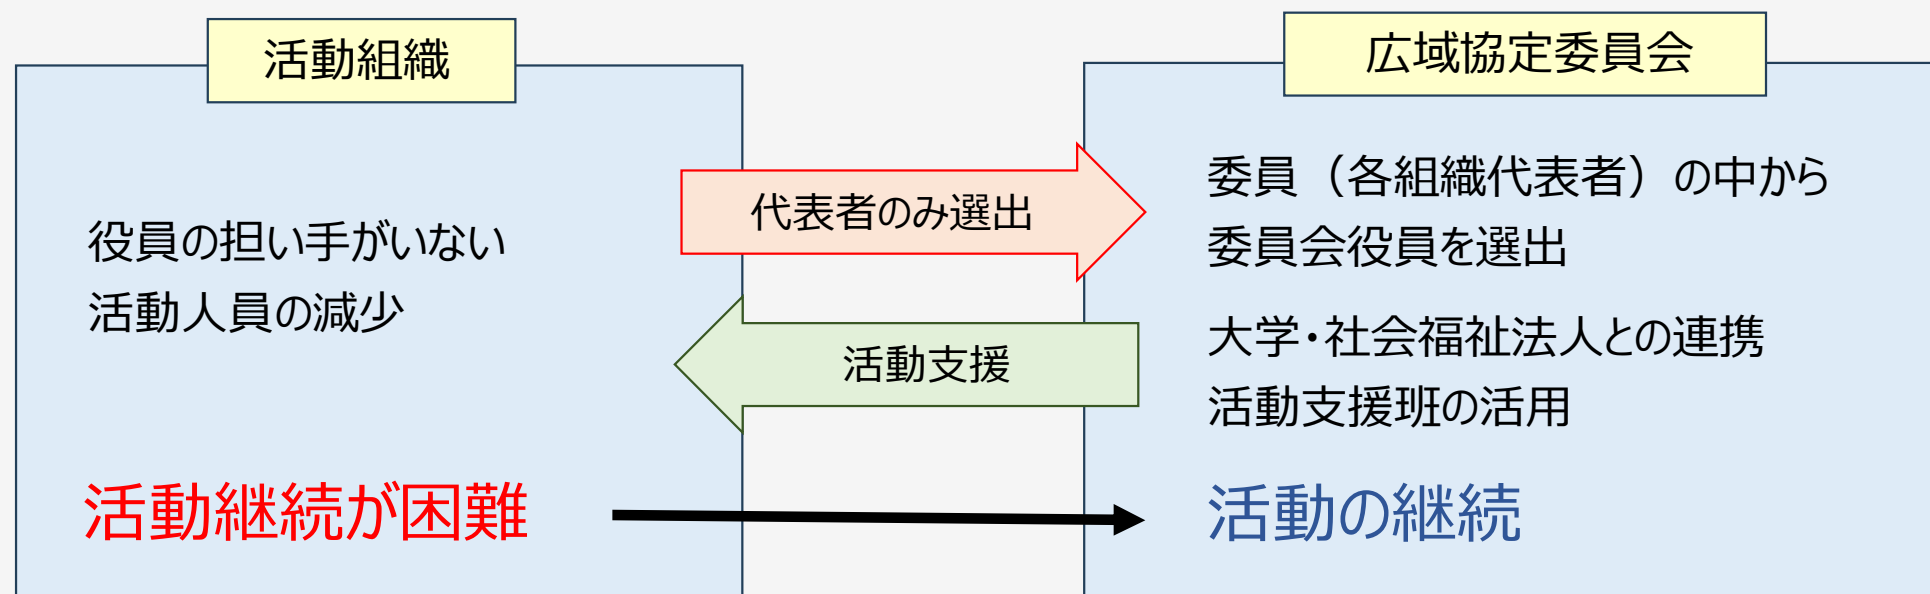 活動組織
役員の担い手がいない
活動人員の減少
活動継続が困難
代表者のみ選出
活動支援
広域協定委員会
委員（各組織代表者）の中から
委員会役員を選出
大学・社会福祉法人との連携
活動支援班の活用
活動の継続